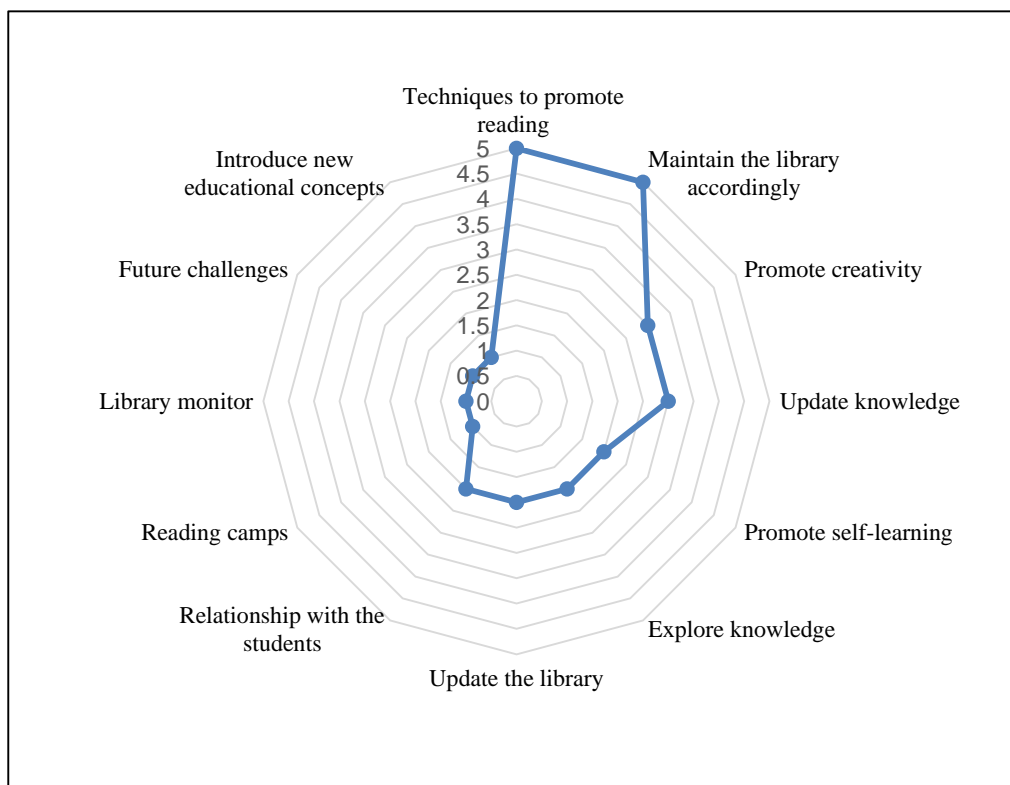 Techniques to promote
reading
Introduce new
educational concepts
Maintain the library
accordingly
Future challenges
Promote creativity
Library monitor
Update knowledge
Reading camps
Promote self-learning
Relationship with the
students
Explore knowledge
Update the library
5
4.5
4
3.5
3
2.5
2
1.5
1
0.5
0